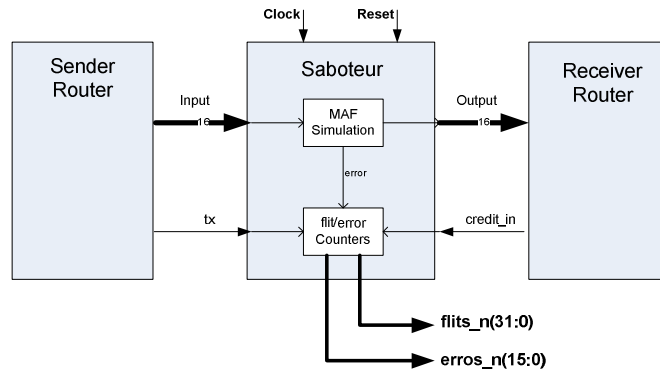 Clock
Reset
Sender
Router
Saboteur
Receiver
Router
Input
16
MAF
Simulation
Output
16
error
tx
flit/error
Counters
credit_in
flits_n(31:0)
erros_n(15:0)